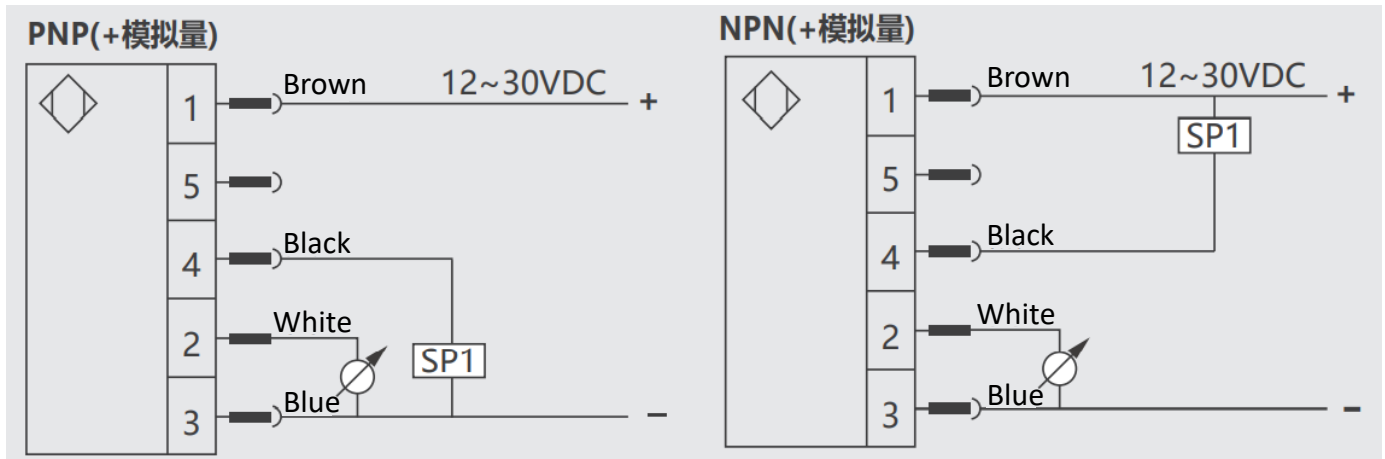 PNP(+模拟量)
1 Brown 12~30VDC +
5
4 Black
2 White SP1
3 Blue −
NPN(+模拟量)
1 Brown 12~30VDC +
SP1
5
4 Black
2 White
3 Blue -